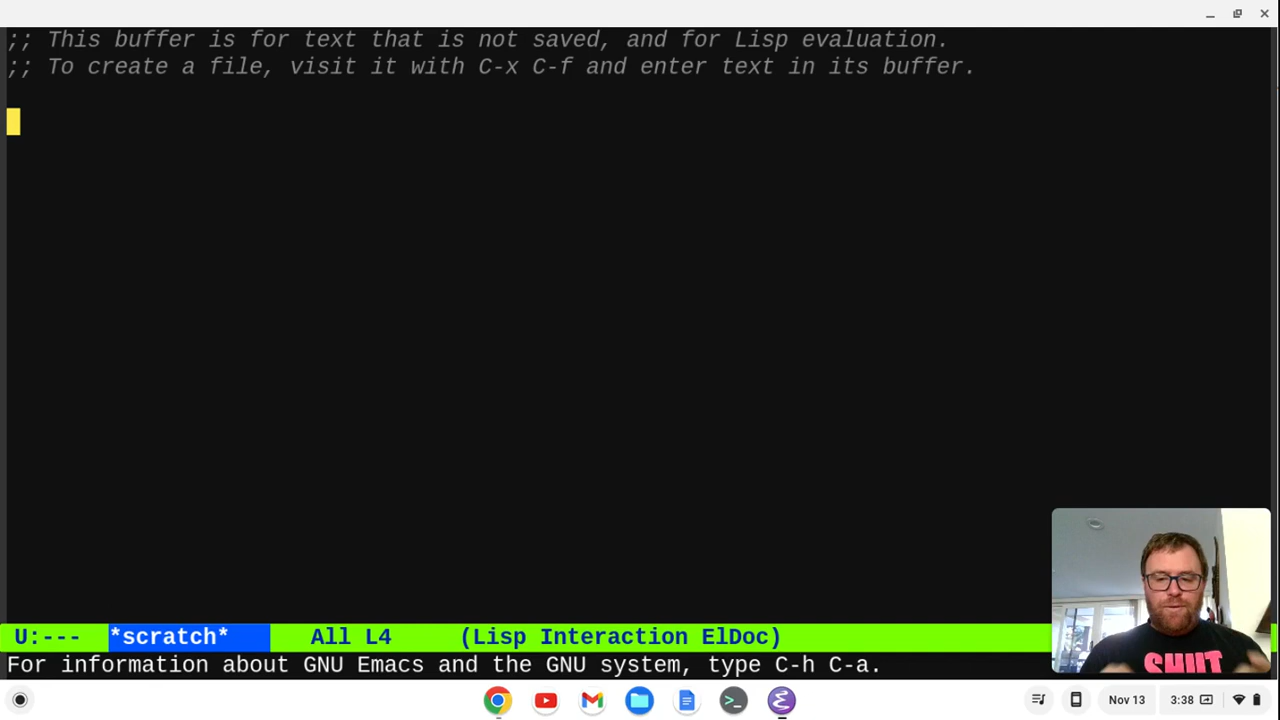 ;; This buffer is for text that is not saved, and for Lisp evaluation.
;; To create a file, visit it with C-x C-f and enter text in its buffer.
U:--- *scratch* All L4 (Lisp Interaction ElDoc)
For information about GNU Emacs and the GNU system, type C-h C-a.
Nov 13 3:38